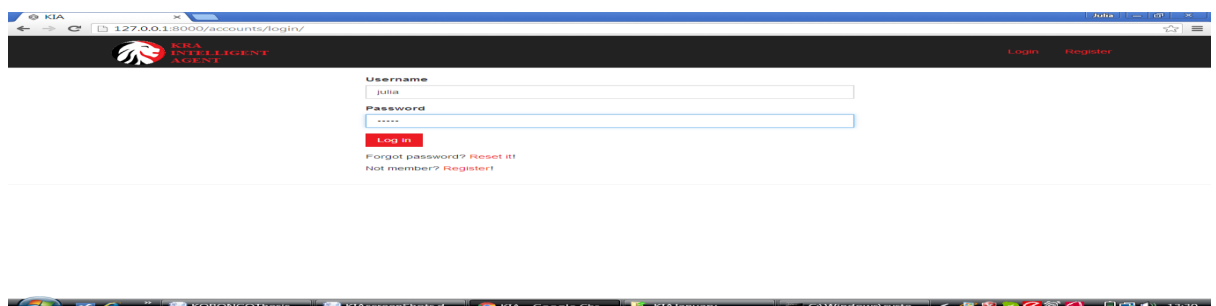 KIA
Julia
127.0.0.1:8000/accounts/login/
KRA
INTELLIGENT
AGENT
Login Register
Username
julia
Password
Log in
Forgot password? Reset it!
Not member? Register!